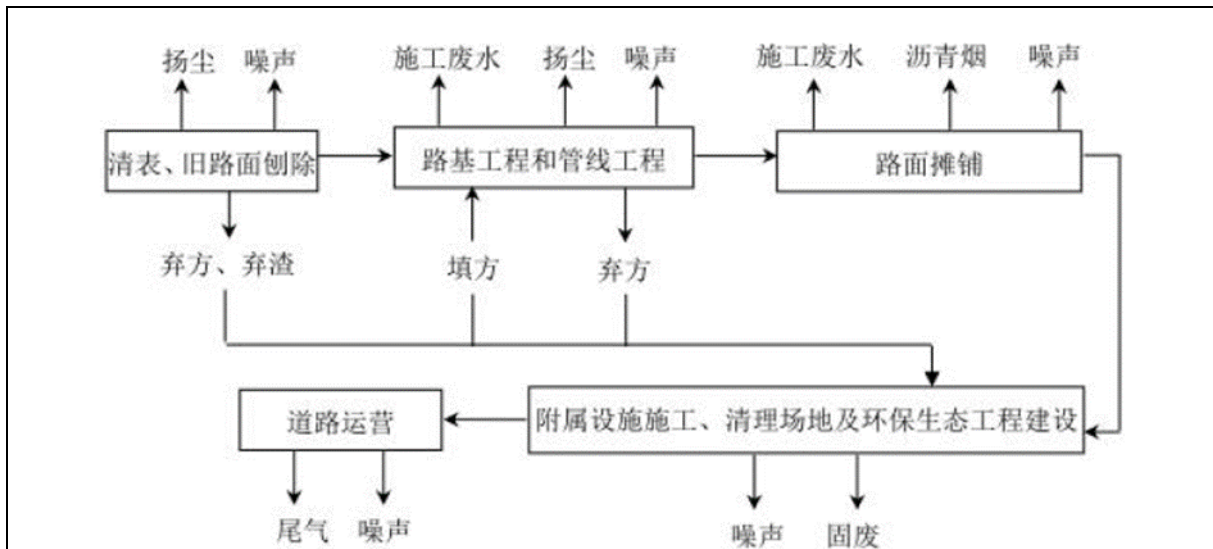 扬尘 噪声 施工废水 扬尘 噪声 施工废水 沥青烟 噪声
清表、旧路面刨除 路基工程和管线工程 路面摊铺
弃方、弃渣 填方 弃方
道路运营 附属设施施工、清理场地及环保生态工程建设
尾气 噪声 噪声 固废